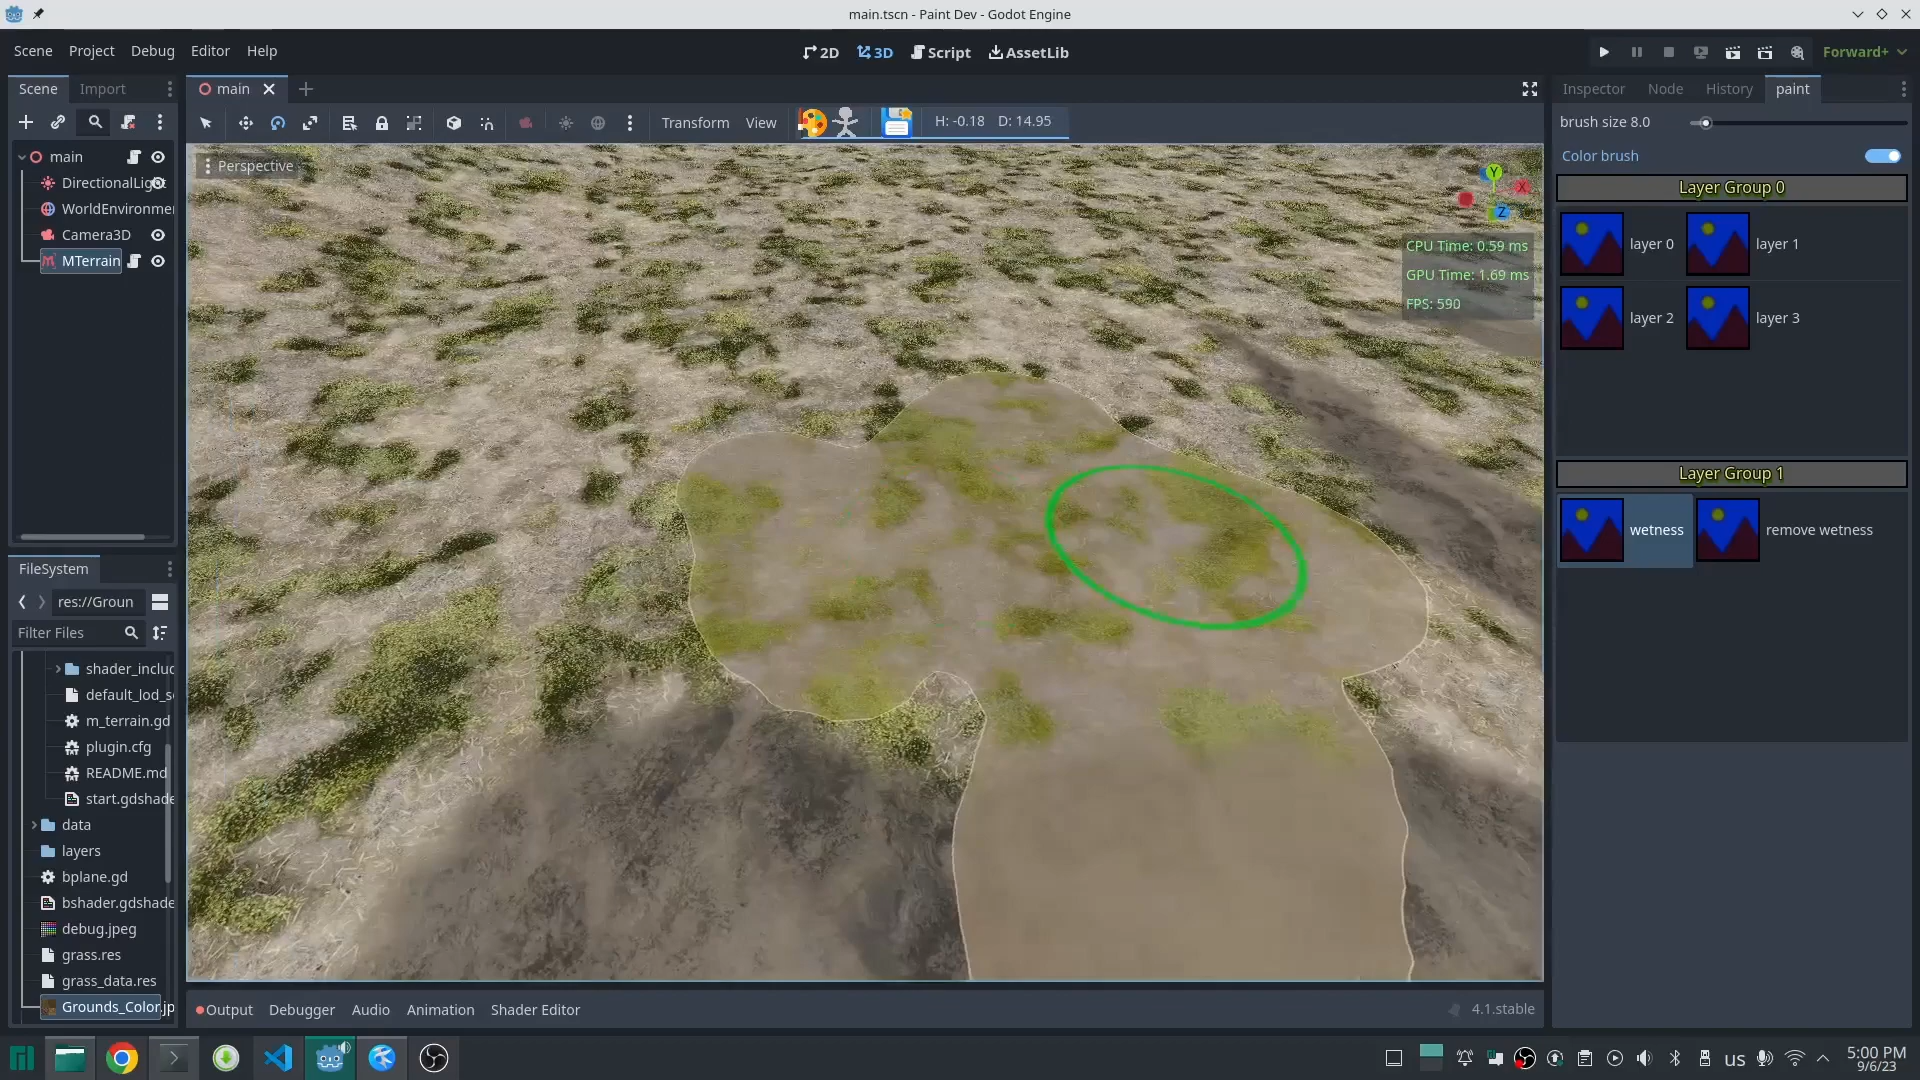 main.tscn - Paint Dev - Godot Engine
Scene Project Debug Editor Help
2D 3D Script AssetLib
Forward+
Scene Import
main
Inspector Node History paint
Transform View
H: -0.18 D: 14.95
brush size 8.0
Color brush
main
DirectionalLig
WorldEnvironme
Camera3D
MTerrain
Perspective
Y
X
Z
CPU Time: 0.59 ms
GPU Time: 1.69 ms
FPS: 590
Layer Group 0
layer 0 layer 1
layer 2 layer 3
Layer Group 1
wetness remove wetness
FileSystem
res://Groun
Filter Files
shader_includ
default_lod_s
m_terrain.gd
plugin.cfg
README.md
start.gdshade
data
layers
bplane.gd
bshader.gdshade
debug.jpeg
grass.res
grass_data.res
Grounds_Color.jp
Output Debugger Audio Animation Shader Editor
4.1.stable
us
5:00 PM
9/6/23